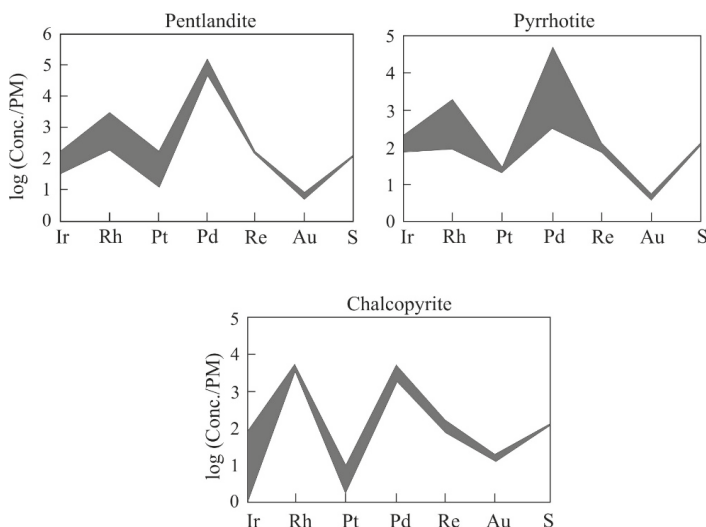 Pentlandite
6
5
4
3
2
1
0
log (Conc./PM)
Ir Rh Pt Pd Re Au S
Pyrrhotite
5
4
3
2
1
0
Ir Rh Pt Pd Re Au S
Chalcopyrite
5
4
3
2
1
0
log (Conc./PM)
Ir Rh Pt Pd Re Au S